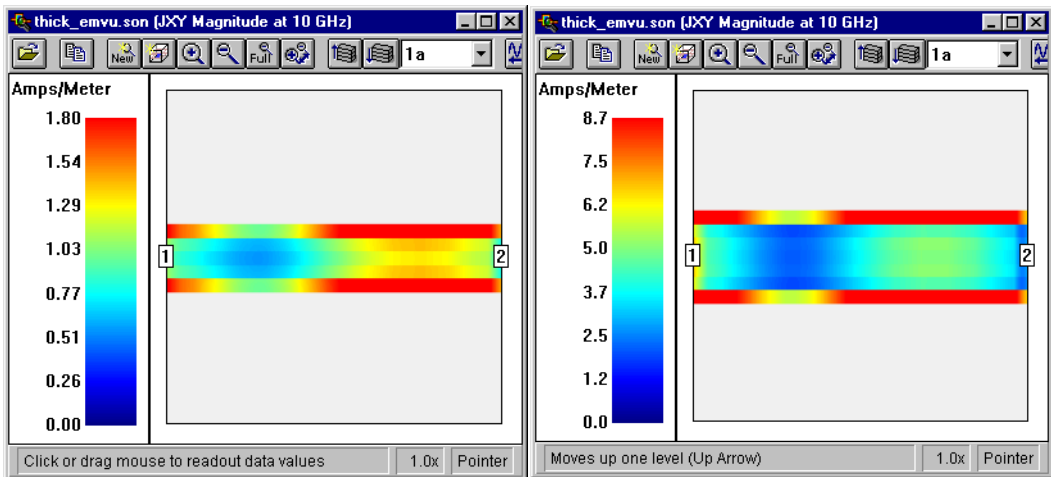 thick_emvu.son (JXY Magnitude at 10 GHz)
New
Full
1a
Amps/Meter
1.80
1.54
1.29
1.03
0.77
0.51
0.26
0.00
1
2
Click or drag mouse to readout data values
1.0x
Pointer
thick_emvu.son (JXY Magnitude at 10 GHz)
New
Full
1a
Amps/Meter
8.7
7.5
6.2
5.0
3.7
2.5
1.2
0.0
1
2
Moves up one level (Up Arrow)
1.0x
Pointer